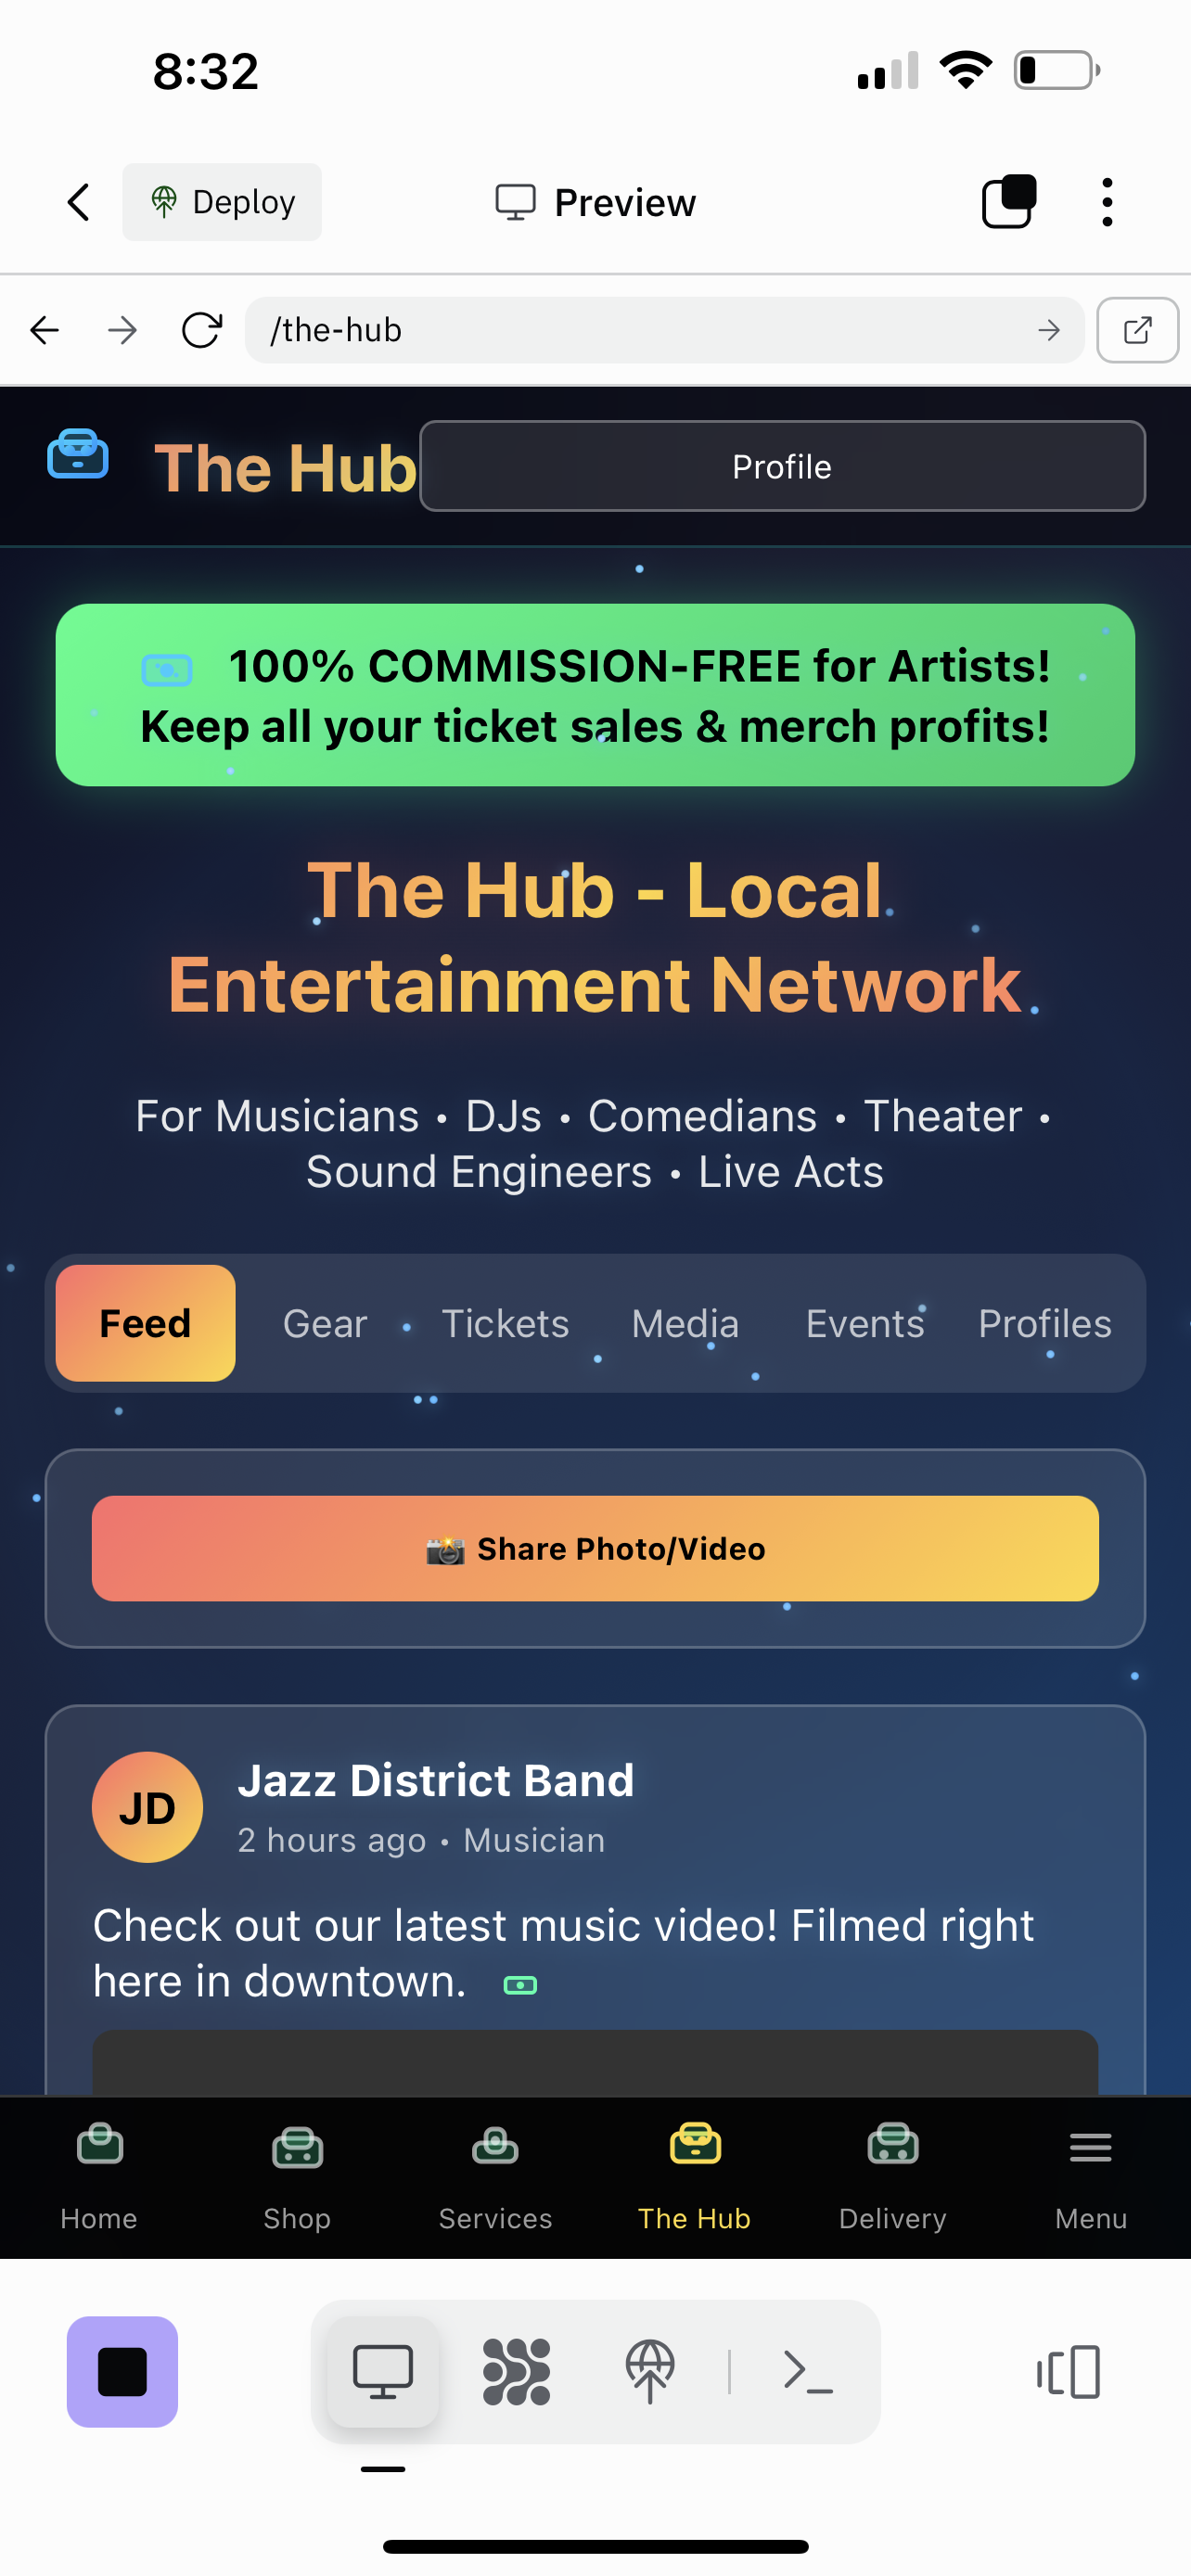 8:32
Deploy
Preview
/the-hub
The Hub
Profile
100% COMMISSION-FREE for Artists!
Keep all your ticket sales & merch profits!
The Hub - Local
Entertainment Network
For Musicians • DJs • Comedians • Theater •
Sound Engineers • Live Acts
Feed Gear Tickets Media Events Profiles
📸 Share Photo/Video
JD
Jazz District Band
2 hours ago • Musician
Check out our latest music video! Filmed right
here in downtown.
Home Shop Services The Hub Delivery Menu